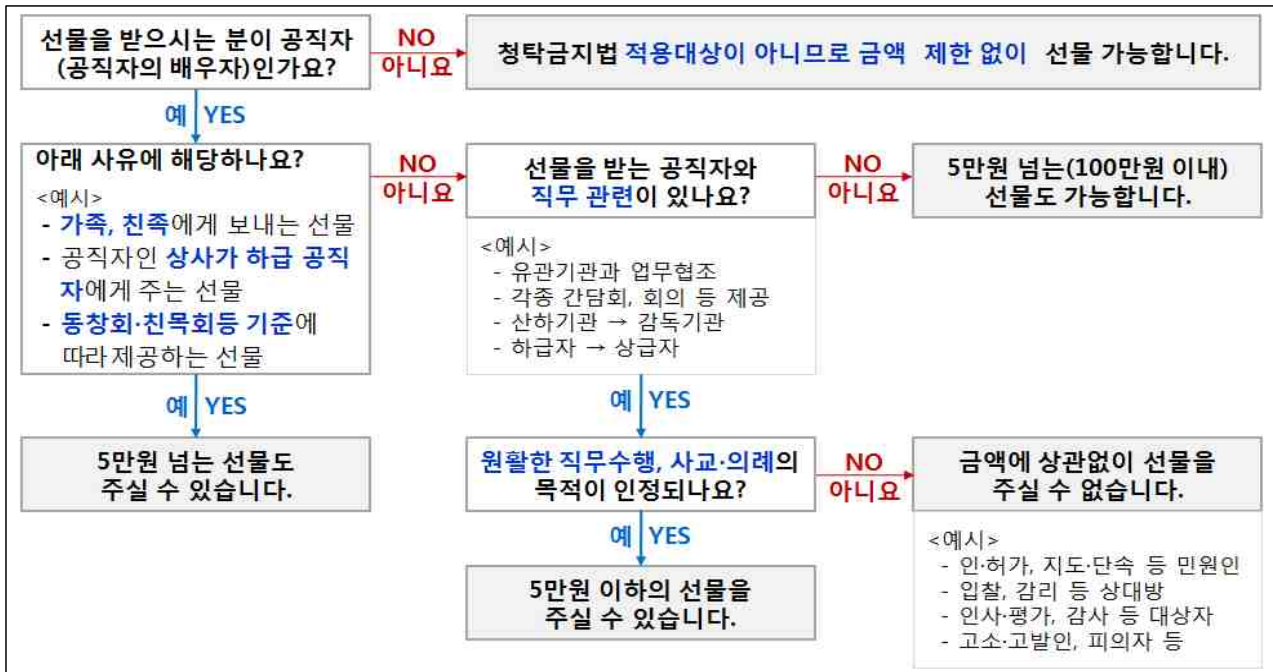 선물을 받으시는 분이 공직자
(공직자의 배우자)인가요?
NO
아니요
청탁금지법 적용대상이 아니므로 금액 제한 없이 선물 가능합니다.
예 YES
아래 사유에 해당하나요?
<예시>
- 가족, 친족에게 보내는 선물
- 공직자인 상사가 하급 공직
자에게 주는 선물
- 동창회·친목회등 기준에
따라 제공하는 선물
NO
아니요
선물을 받는 공직자와
직무 관련이 있나요?
<예시>
- 유관기관과 업무협조
- 각종 간담회, 회의 등 제공
- 산하기관 → 감독기관
- 하급자 → 상급자
NO
아니요
5만원 넘는(100만원 이내)
선물도 가능합니다.
예 YES
5만원 넘는 선물도
주실 수 있습니다.
예 YES
원활한 직무수행, 사교·의례의
목적이 인정되나요?
NO
아니요
금액에 상관없이 선물을
주실 수 없습니다.
<예시>
- 인·허가, 지도·단속 등 민원인
- 입찰, 감리 등 상대방
- 인사·평가, 감사 등 대상자
- 고소·고발인, 피의자 등
예 YES
5만원 이하의 선물을
주실 수 있습니다.